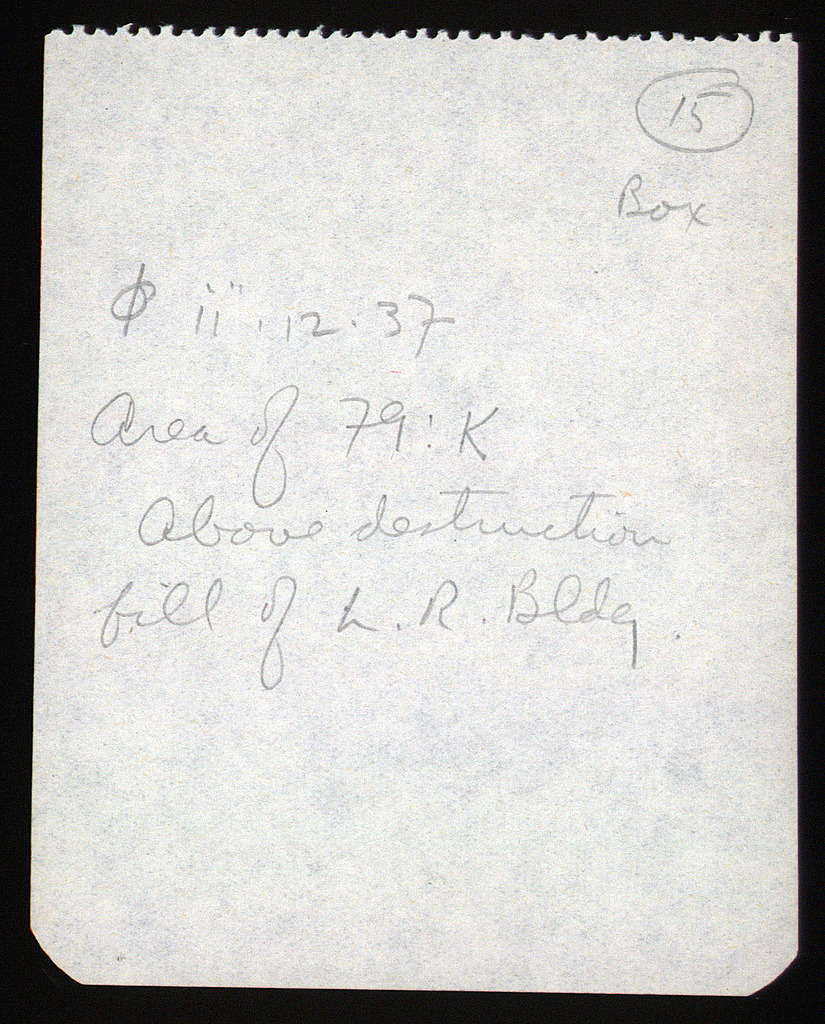 15
Box
Φ ii".12.37
Area of 79:K
Above destruction
fill of L.R. Bldg.